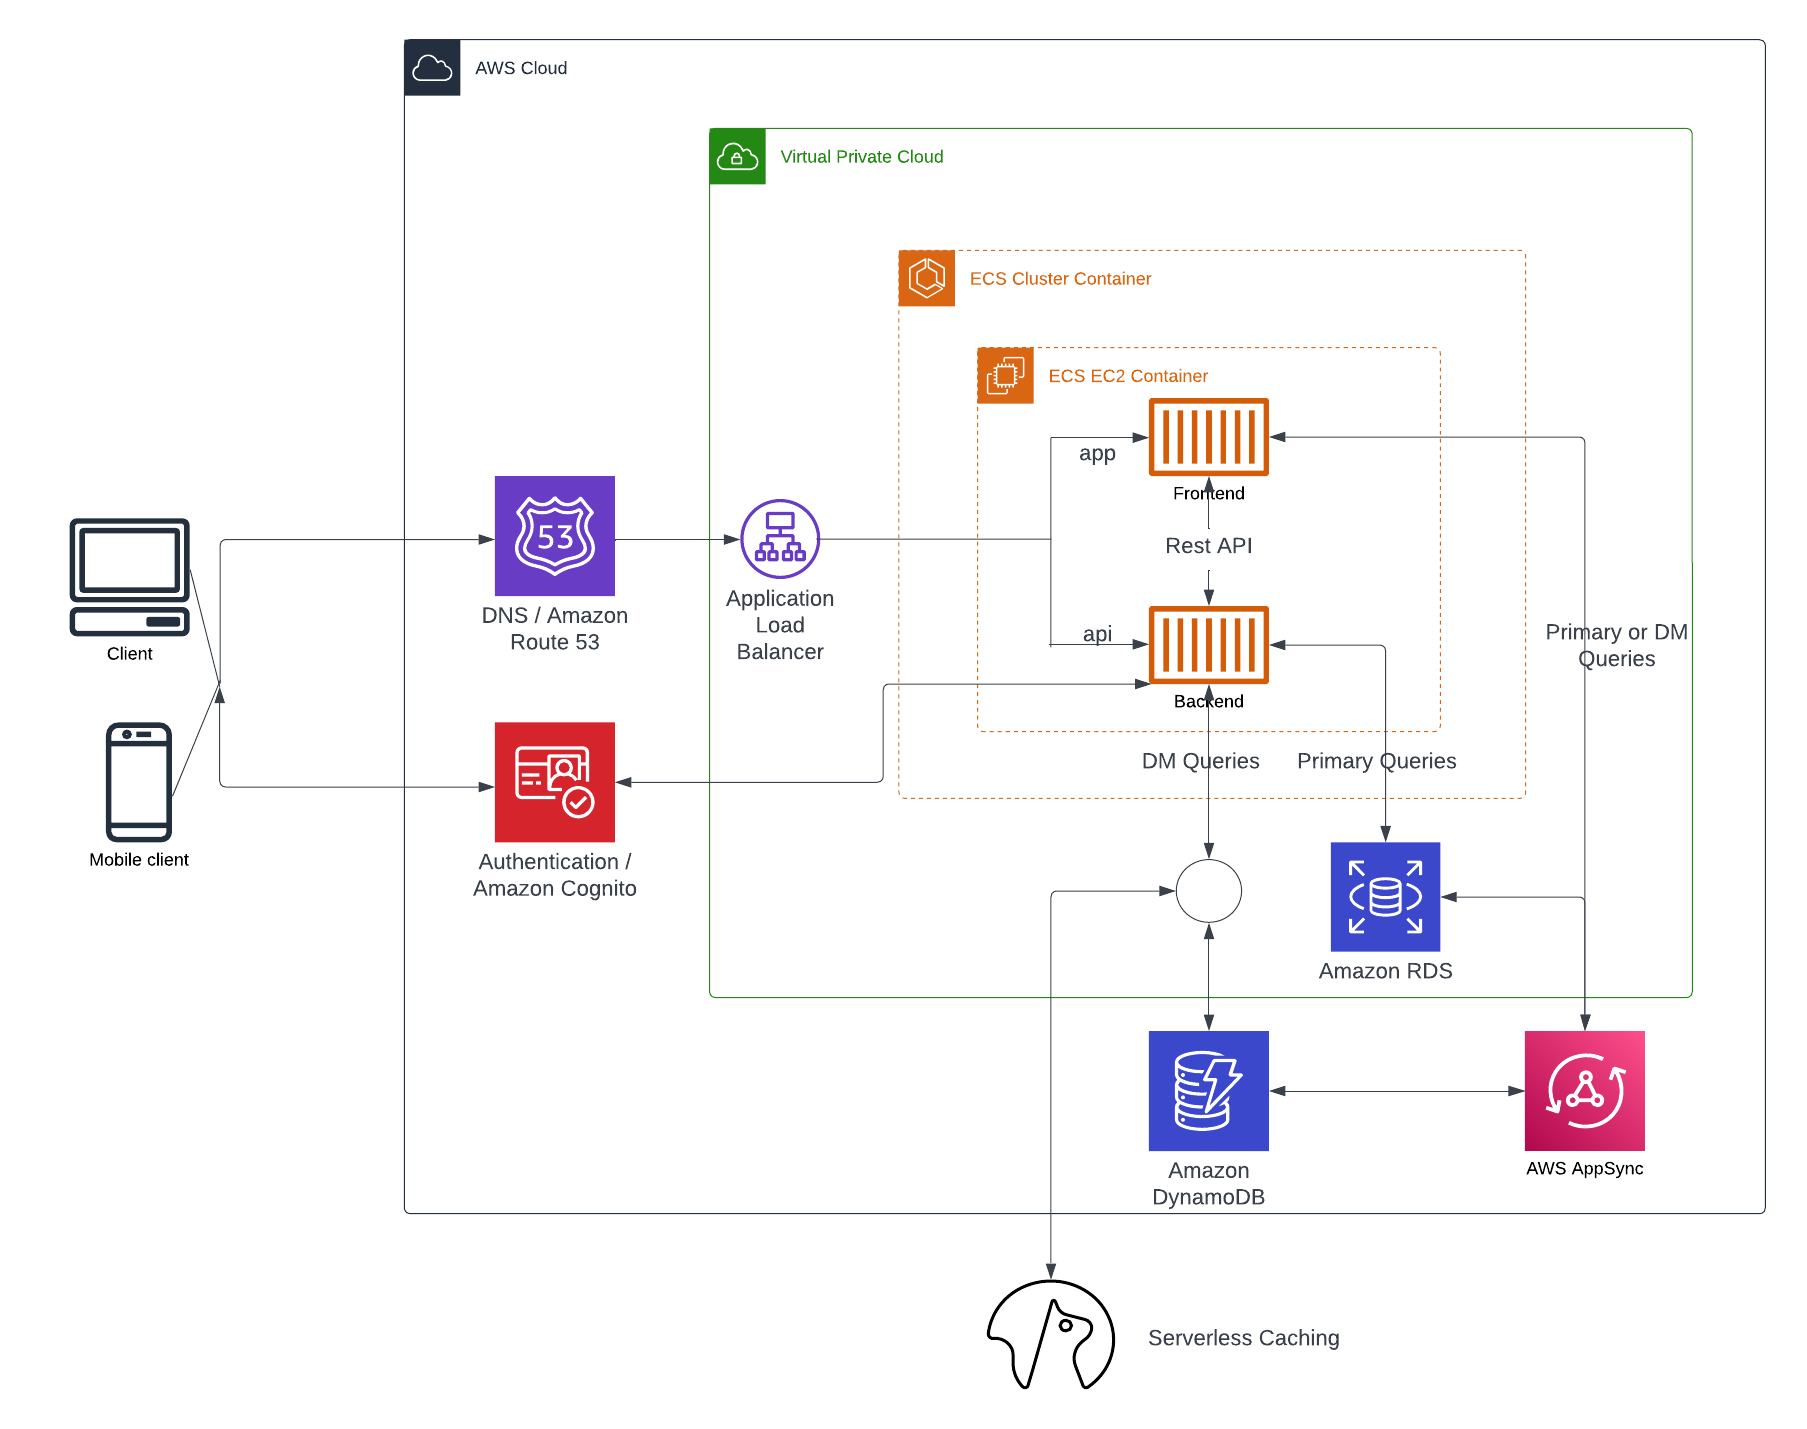 AWS Cloud
Virtual Private Cloud
ECS Cluster Container
ECS EC2 Container
app
Frontend
53
Rest API
Application
Load
Balancer
DNS / Amazon
Route 53
Client
api
Primary or DM
Queries
Backend
DM Queries
Primary Queries
Mobile client
Authentication /
Amazon Cognito
Amazon RDS
Amazon
DynamoDB
AWS AppSync
Serverless Caching